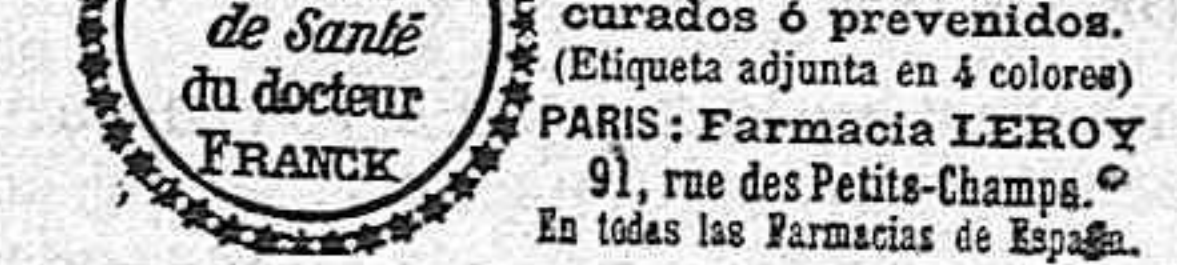 de Santé
du docteur
FRANCK
curados ó prevenidos.
(Etiqueta adjunta en 4 colores)
PARIS: Farmacia LEROY
91, rue des Petits-Champs.
En todas las Farmacias de España.